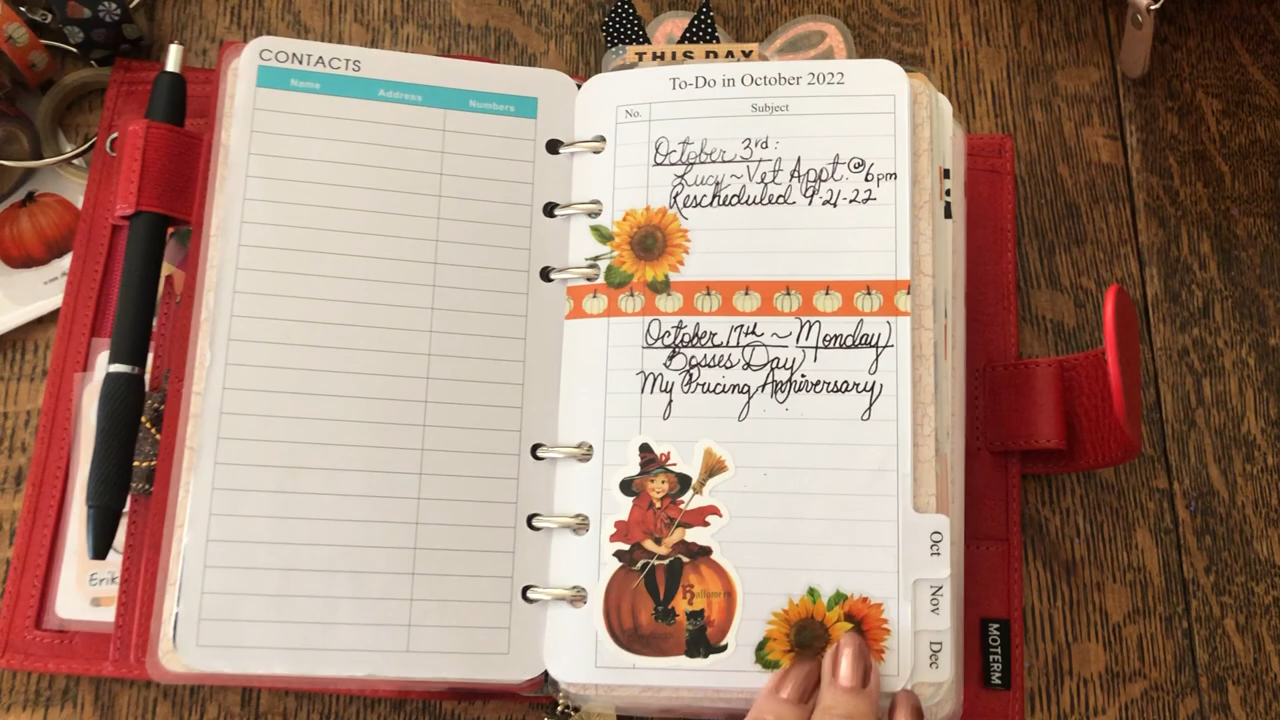 CONTACTS
Name Address Numbers
THIS DAY
To-Do in October 2022
No. Subject
October 3rd:
Lucy~Vet Appt. @6pm
Rescheduled 9-21-22
October 17th ~ Monday
Bosses Day
My Pricing Anniversary
Halloween
Oct
Nov
Dec
MOTERM
Erik